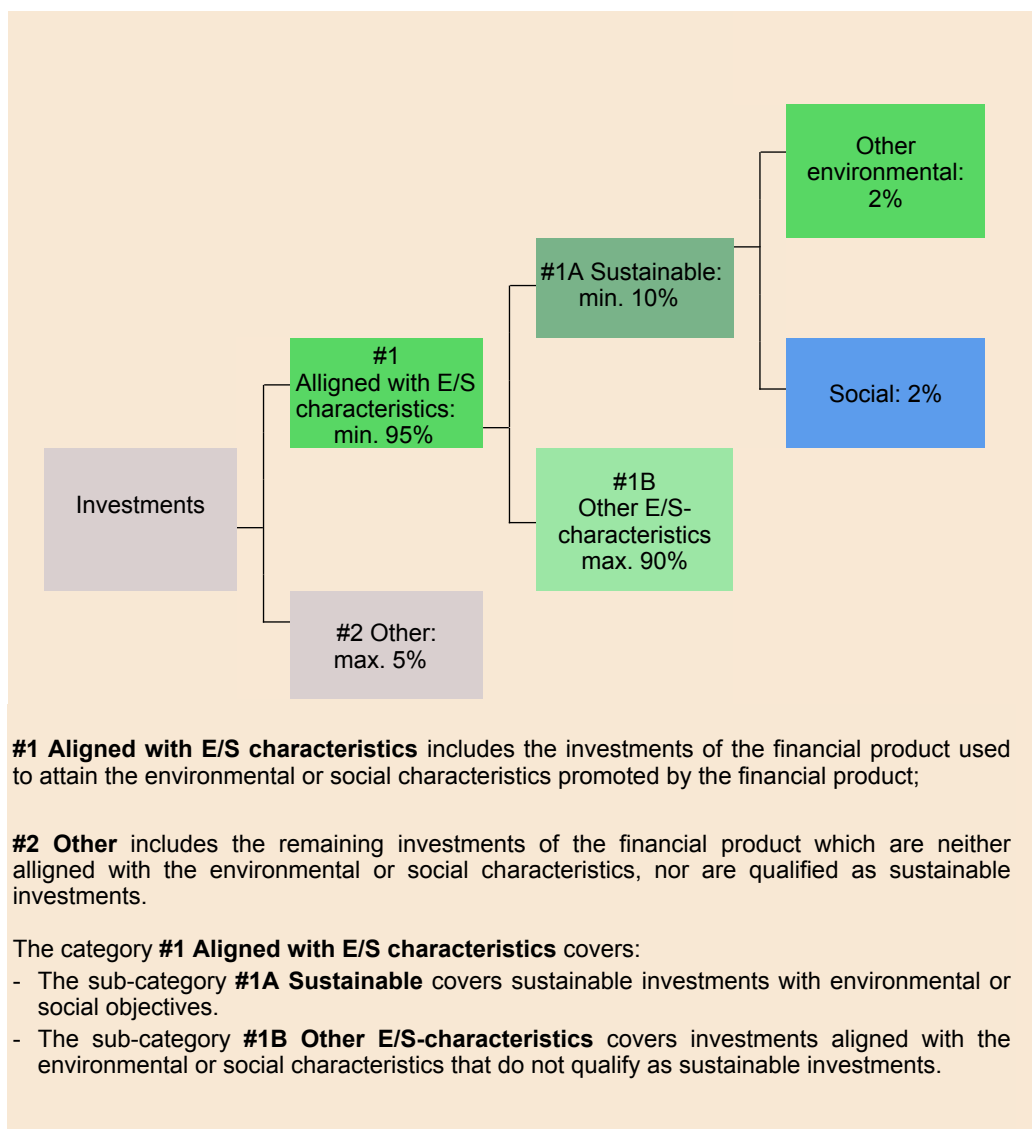 Other
environmental:
2%
#1A Sustainable:
min. 10%
#1
Alligned with E/S
characteristics:
min. 95%
Social: 2%
Investments
#1B
Other E/S-
characteristics
max. 90%
#2 Other:
max. 5%
#1 Aligned with E/S characteristics includes the investments of the financial product used
to attain the environmental or social characteristics promoted by the financial product;
#2 Other includes the remaining investments of the financial product which are neither
aligned with the environmental or social characteristics, nor are qualified as sustainable
investments.
The category #1 Aligned with E/S characteristics covers:
- The sub-category #1A Sustainable covers sustainable investments with environmental or
social objectives.
- The sub-category #1B Other E/S-characteristics covers investments aligned with the
environmental or social characteristics that do not qualify as sustainable investments.